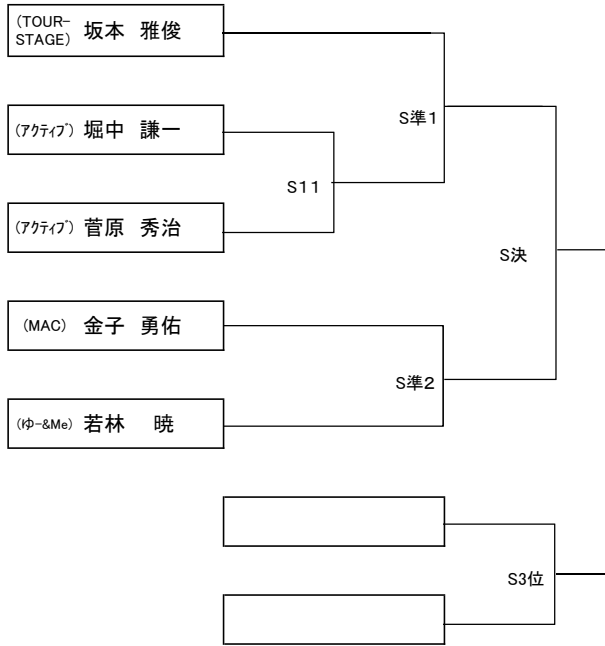 (TOUR-
STAGE) 坂本 雅俊
S準1
(アクティブ) 堀中 謙一
S11
(アクティブ)菅原 秀治
S決
(MAC) 金子 勇佑
S準2
(ゆー&Me) 若林 暁
S3位